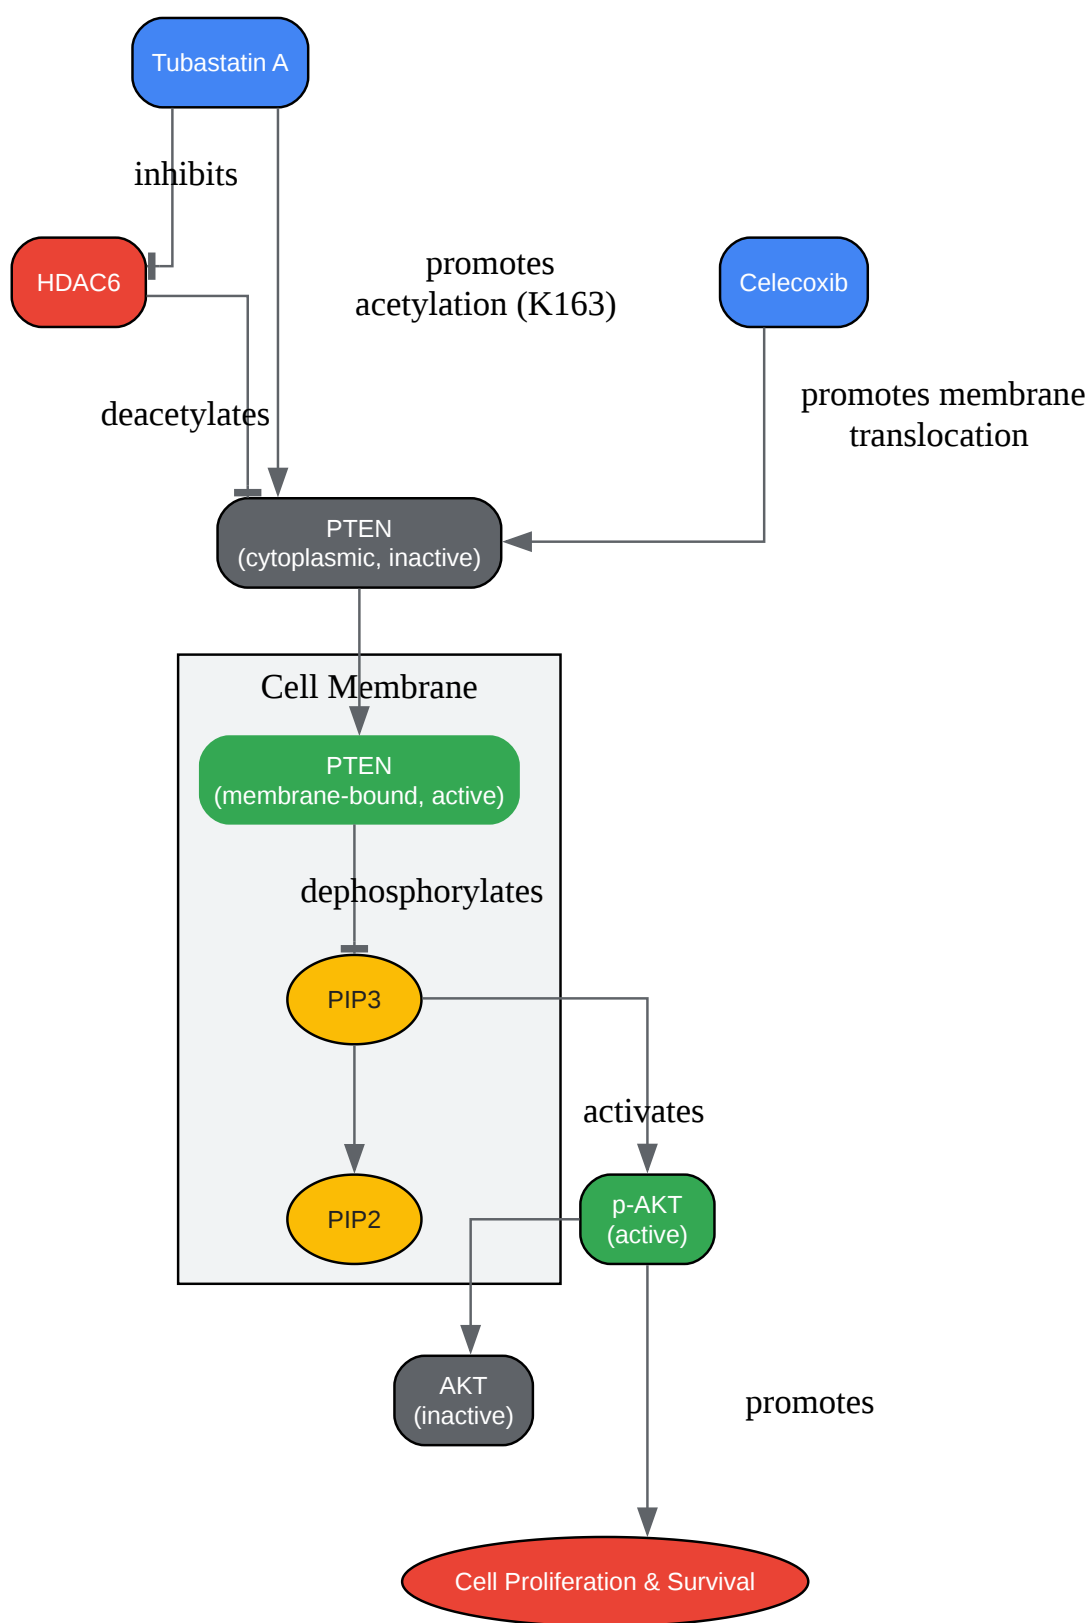 Tubastatin A
inhibits
HDAC6
promotes
acetylation (K163)
Celecoxib
deacetylates
promotes membrane
translocation
PTEN
(cytoplasmic, inactive)
Cell Membrane
PTEN
(membrane-bound, active)
dephosphorylates
PIP3
activates
PIP2
p-AKT
(active)
AKT
(inactive)
promotes
Cell Proliferation & Survival